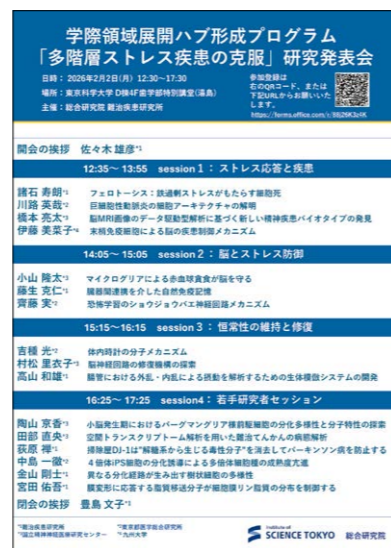 学際領域展開ハブ形成プログラム
「多階層ストレス疾患の克服」研究発表会
日時：2026年2月2日(月) 12:30~17:30
場所：東京科学大学 D棟4F歯学部特別講堂(湯島)
主催：総合研究院 難治疾患研究所
参加登録は
右のQRコード、または
下記URLからお願いいた
します。
開会の挨拶 佐々木 雄彦*1
12:35~ 13:55 session1：ストレス応答と疾患
諸石 寿朗*1 フェロトーシス：鉄過剰ストレスがもたらす細胞死
川路 英哉*2 巨細胞性動脈炎の細胞アーキテクチャの解明
橋本 亮太*3 脳MRI画像のデータ駆動型解析に基づく新しい精神疾患バイオタイプの発見
伊藤 美菜子*4 末梢免疫細胞による脳の疾患制御メカニズム
14:05~ 15:05 session2：脳とストレス防御
小山 隆太*3 マイクログリアによる赤血球貪食が脳を守る
藤生 克仁*1 臓器間連携を介した自然免疫記憶
齊藤 実*2 恐怖学習のショウジョウバエ神経回路メカニズム
15:15~16:15 session3：恒常性の維持と修復
吉種 光*2 体内時計の分子メカニズム
村松 里衣子*3 脳神経回路の修復機構の探索
高山 和雄*1 腸管における外乱・内乱による摂動を解析するための生体模倣システムの開発
16:25~ 17:25 session4：若手研究者セッション
陶山 京香*3 小脳発生期におけるバーグマングリア様前駆細胞の分化多様性と分子特性の探索
田部 直央*3 空間トランスクリプトーム解析を用いた難治てんかんの病態解析
荻原 禅*1 掃除屋DJ-1は"解糖系から生じる毒性分子"を消去してパーキンソン病を防止する
中島 一徹*2 4倍体iPS細胞の分化誘導による多倍体細胞種の成熟度亢進
金山 剛士*1 異なる分化経路が生み出す樹状細胞の多様性
宮田 佑吾*1 膜変形に応答する脂質移送分子が細胞膜リン脂質の分布を制御する
閉会の挨拶 豊島 文子*1
*1難治疾患研究所 *2東京都医学総合研究所
*3国立精神神経医療研究センター *4九州大学
Institute of
SCIENCE TOKYO 総合研究院